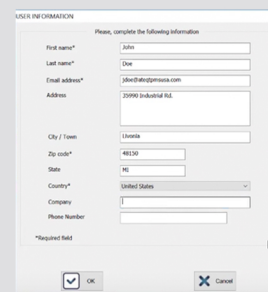 USER INFORMATION
Please, complete the following information
First name* John
Last name* Doe
Email address* jdoe@ateqtpmsusa.com
Address 35990 Industrial Rd.
City / Town Livonia
Zip code* 48150
State MI
Country* United States
Company
Phone Number
*Required field
OK Cancel